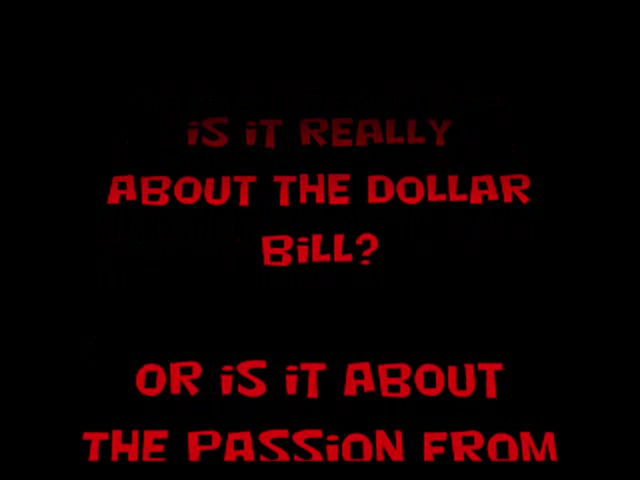 iS iT REALLY
ABOUT THE DOLLAR
BiLL?
OR iS iT ABOUT
THE PASSiON FROM